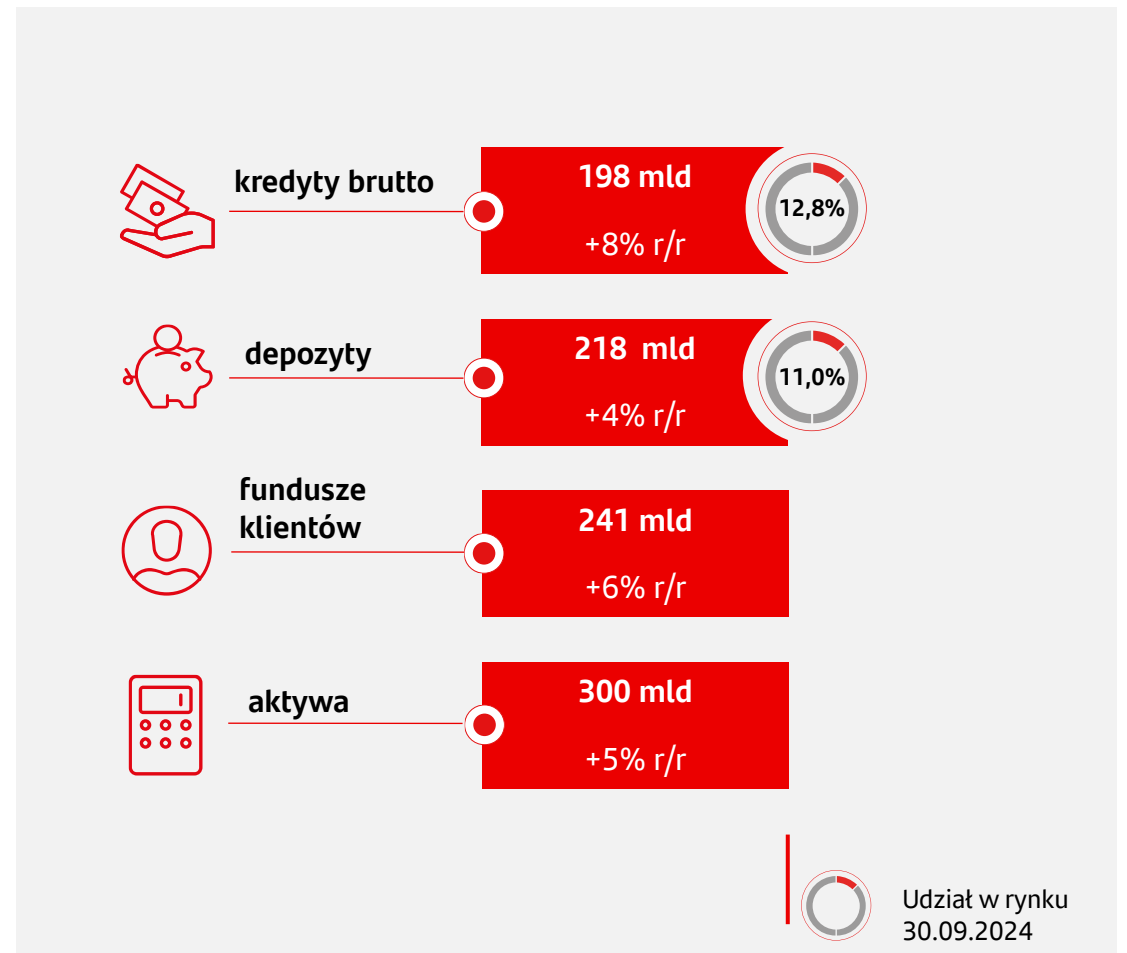 kredyty brutto
198 mld
+8% r/r
12,8%
depozyty
218 mld
+4% r/r
11,0%
fundusze
klientów
241 mld
+6% r/r
aktywa
300 mld
+5% r/r
Udział w rynku
30.09.2024